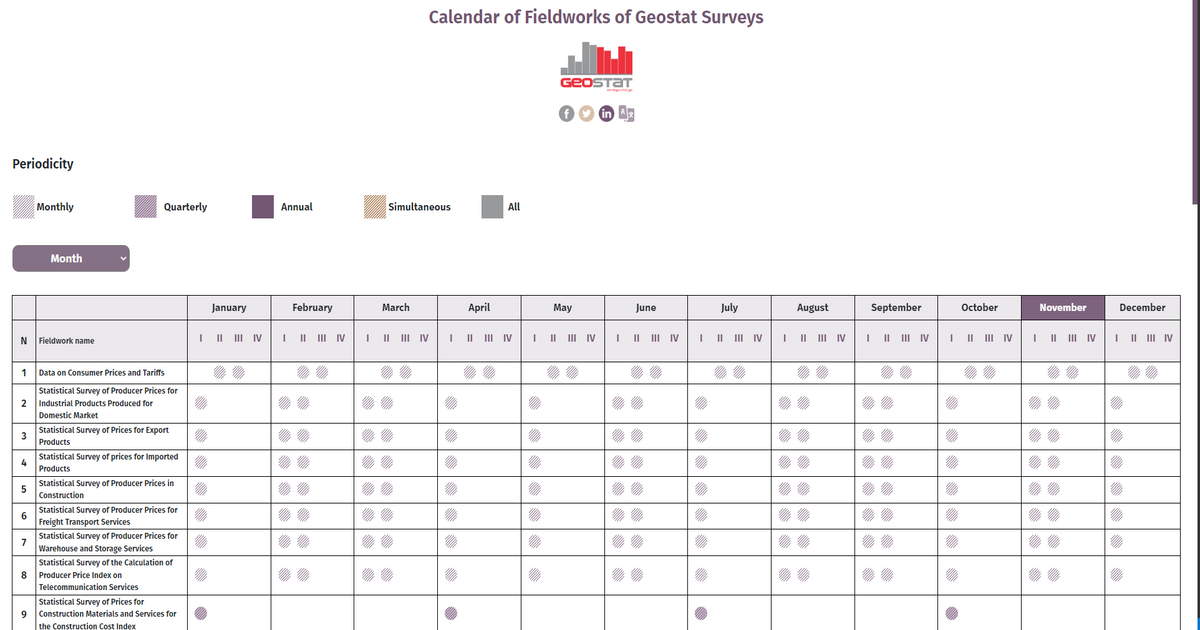 Calendar of Fieldworks of Geostat Surveys
GEOSTAT
Periodicity
Monthly Quarterly Annual Simultaneous All
Month
January February March April May June July August September October November December
N Fieldwork name I II III IV I II III IV I II III IV I II III IV I II III IV I II III IV I II III IV I II III IV I II III IV I II III IV I II III IV I II III IV
1 Data on Consumer Prices and Tariffs
Statistical Survey of Producer Prices for
2 Industrial Products Produced for
Domestic Market
3 Statistical Survey of Prices for Export
Products
4 Statistical Survey of prices for Imported
Products
5 Statistical Survey of Producer Prices in
Construction
6 Statistical Survey of Producer Prices for
Freight Transport Services
7 Statistical Survey of Producer Prices for
Warehouse and Storage Services
Statistical Survey of the Calculation of
8 Producer Price Index on
Telecommunication Services
Statistical Survey of Prices for
9 Construction Materials and Services for
the Construction Cost Index